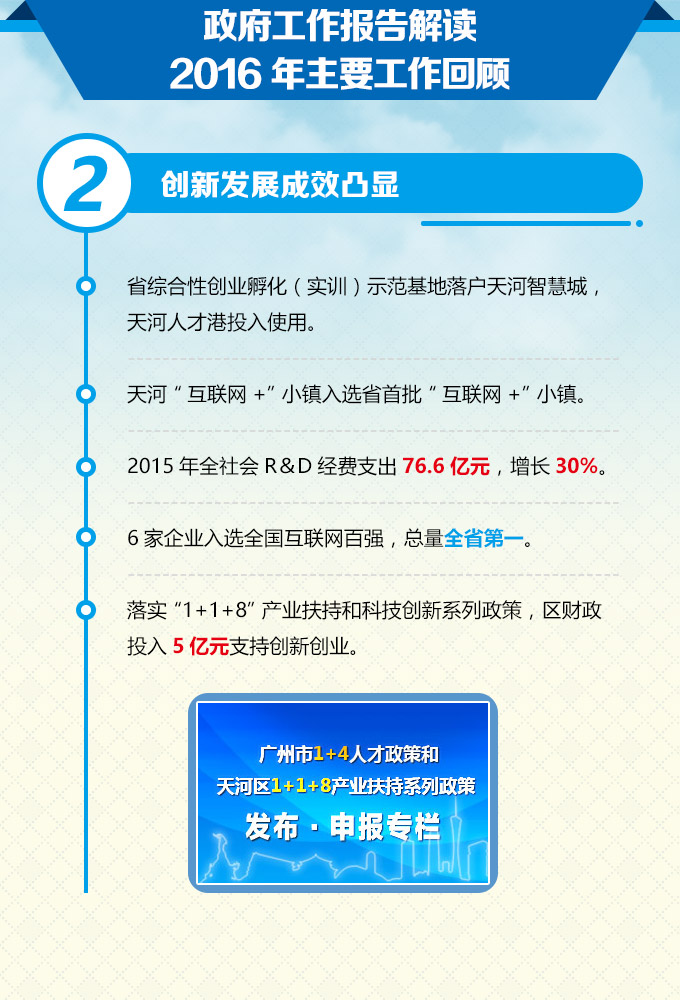 政府工作报告解读
2016 年主要工作回顾
2
创新发展成效凸显
省综合性创业孵化（实训）示范基地落户天河智慧城，
天河人才港投入使用。
天河 “ 互联网 +” 小镇入选省首批 “ 互联网 +” 小镇。
2015 年全社会 R&D 经费支出 76.6 亿元，增长 30%。
6 家企业入选全国互联网百强，总量全省第一。
落实 “1+1+8” 产业扶持和科技创新系列政策，区财政
投入 5 亿元支持创新创业。
广州市1+4人才政策和
天河区1+1+8产业扶持系列政策
发布 · 申报专栏